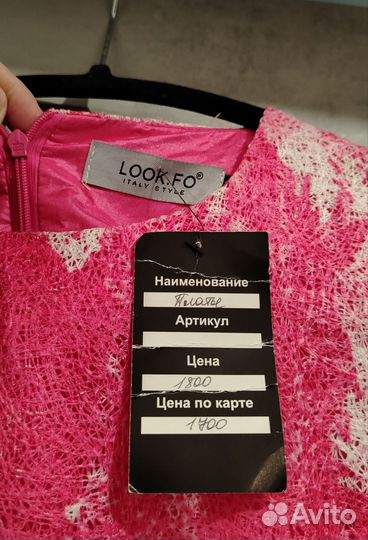 LOOK.FO®
ITALY STYLE
Наименование
Платье
Артикул
Цена
1800
Цена по карте
1700
Avito